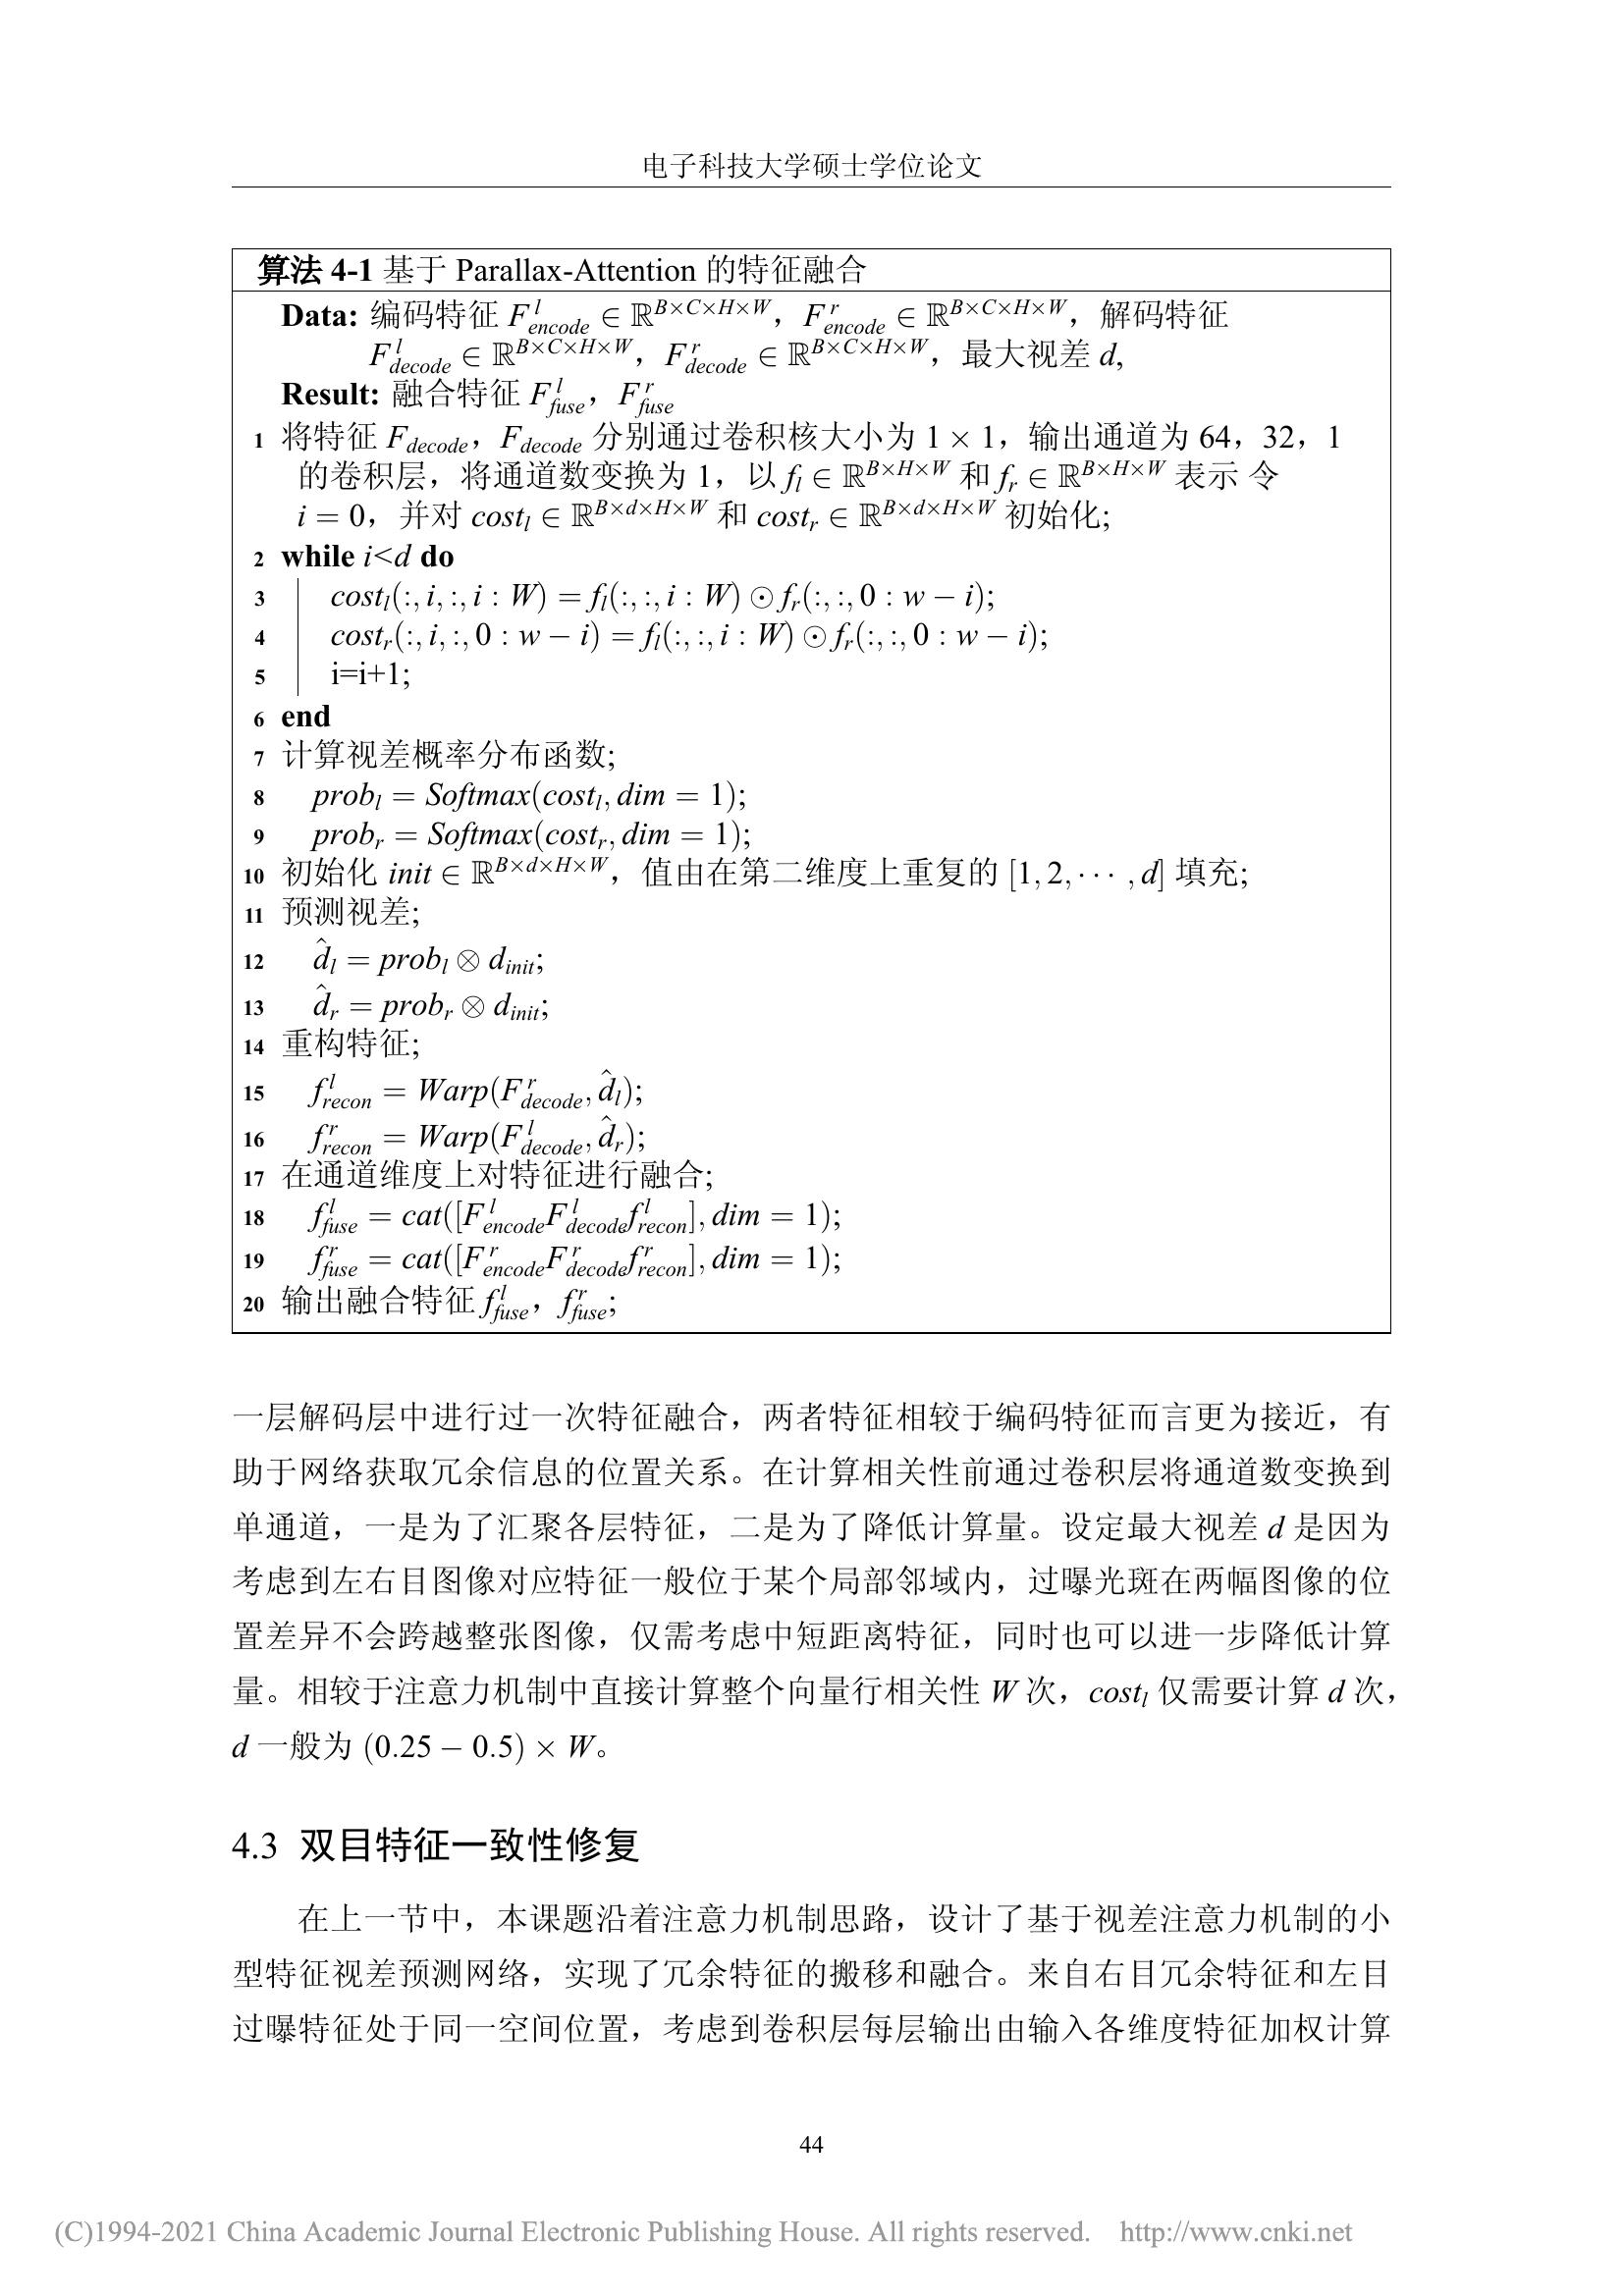 电子科技大学硕士学位论文
算法 4-1 基于 Parallax-Attention 的特征融合
Data: 编码特征 $F^l_{encode} \in \mathbb{R}^{B\times C\times H\times W}$，$F^r_{encode} \in \mathbb{R}^{B\times C\times H\times W}$，解码特征
$F^l_{decode} \in \mathbb{R}^{B\times C\times H\times W}$，$F^r_{decode} \in \mathbb{R}^{B\times C\times H\times W}$，最大视差 $d$,
Result: 融合特征 $F^l_{fuse}$，$F^r_{fuse}$
1 将特征 $F_{decode}$，$F_{decode}$ 分别通过卷积核大小为 $1 \times 1$，输出通道为 64，32，1
的卷积层，将通道数变换为 1，以 $f_l \in \mathbb{R}^{B\times H\times W}$ 和 $f_r \in \mathbb{R}^{B\times H\times W}$ 表示 令
$i = 0$，并对 $cost_l \in \mathbb{R}^{B\times d\times H\times W}$ 和 $cost_r \in \mathbb{R}^{B\times d\times H\times W}$ 初始化;
2 while i<d do
3 $cost_l(:,i,:,i:W) = f_l(:,:,i:W) \odot f_r(:,:,0:w-i)$;
4 $cost_r(:,i,:,0:w-i) = f_l(:,:,i:W) \odot f_r(:,:,0:w-i)$;
5 i=i+1;
6 end
7 计算视差概率分布函数;
8 $prob_l = Softmax(cost_l, dim = 1)$;
9 $prob_r = Softmax(cost_r, dim = 1)$;
10 初始化 $init \in \mathbb{R}^{B\times d\times H\times W}$，值由在第二维度上重复的 $[1,2,\cdots,d]$ 填充;
11 预测视差;
12 $\hat{d}_l = prob_l \otimes d_{init}$;
13 $\hat{d}_r = prob_r \otimes d_{init}$;
14 重构特征;
15 $f^l_{recon} = Warp(F^r_{decode}, \hat{d}_l)$;
16 $f^r_{recon} = Warp(F^l_{decode}, \hat{d}_r)$;
17 在通道维度上对特征进行融合;
18 $f^l_{fuse} = cat([F^l_{encode}F^l_{decode}f^l_{recon}], dim = 1)$;
19 $f^r_{fuse} = cat([F^r_{encode}F^r_{decode}f^r_{recon}], dim = 1)$;
20 输出融合特征 $f^l_{fuse}$，$f^r_{fuse}$;
一层解码层中进行过一次特征融合，两者特征相较于编码特征而言更为接近，有
助于网络获取冗余信息的位置关系。在计算相关性前通过卷积层将通道数变换到
单通道，一是为了汇聚各层特征，二是为了降低计算量。设定最大视差 $d$ 是因为
考虑到左右目图像对应特征一般位于某个局部邻域内，过曝光斑在两幅图像的位
置差异不会跨越整张图像，仅需考虑中短距离特征，同时也可以进一步降低计算
量。相较于注意力机制中直接计算整个向量行相关性 $W$ 次，$cost_l$ 仅需要计算 $d$ 次，
$d$ 一般为 $(0.25 - 0.5) \times W$。
4.3 双目特征一致性修复
在上一节中，本课题沿着注意力机制思路，设计了基于视差注意力机制的小
型特征视差预测网络，实现了冗余特征的搬移和融合。来自右目冗余特征和左目
过曝特征处于同一空间位置，考虑到卷积层每层输出由输入各维度特征加权计算
44
(C)1994-2021 China Academic Journal Electronic Publishing House. All rights reserved. http://www.cnki.net